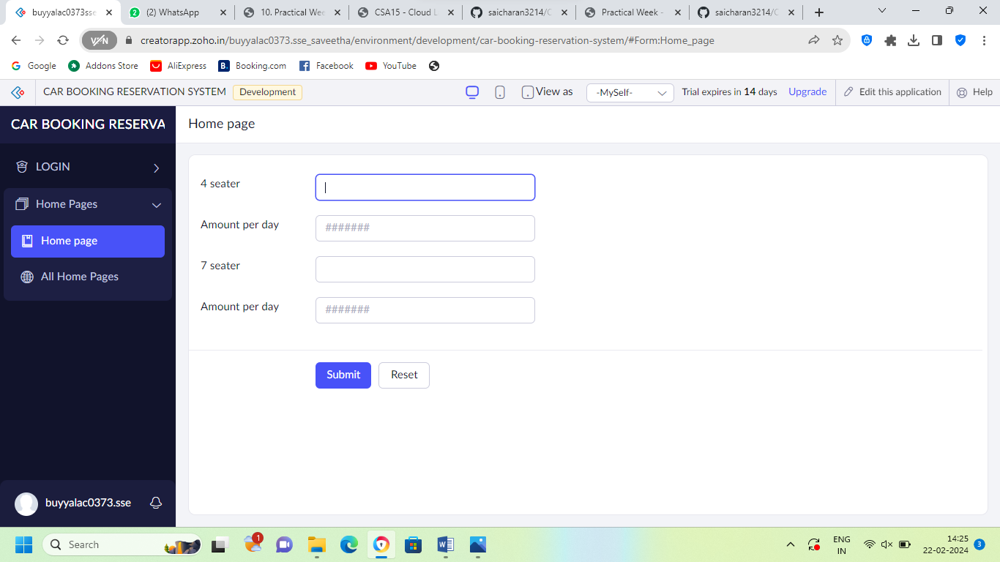 buyyalac0373sse
(2) WhatsApp
10. Practical Wee
CSA15 - Cloud L
saicharan3214/C
Practical Week -
saicharan3214/C
VPN
creatorapp.zoho.in/buyyalac0373.sse_saveetha/environment/development/car-booking-reservation-system/#Form:Home_page
Google
Addons Store
AliExpress
B. Booking.com
Facebook
YouTube
CAR BOOKING RESERVATION SYSTEM
Development
View as
-MySelf-
Trial expires in 14 days
Upgrade
Edit this application
Help
CAR BOOKING RESERVA
Home page
LOGIN
Home Pages
Home page
All Home Pages
4 seater
Amount per day
#######
7 seater
Amount per day
#######
Submit
Reset
buyyalac0373.sse
Search
1
ENG
IN
14:25
22-02-2024
3